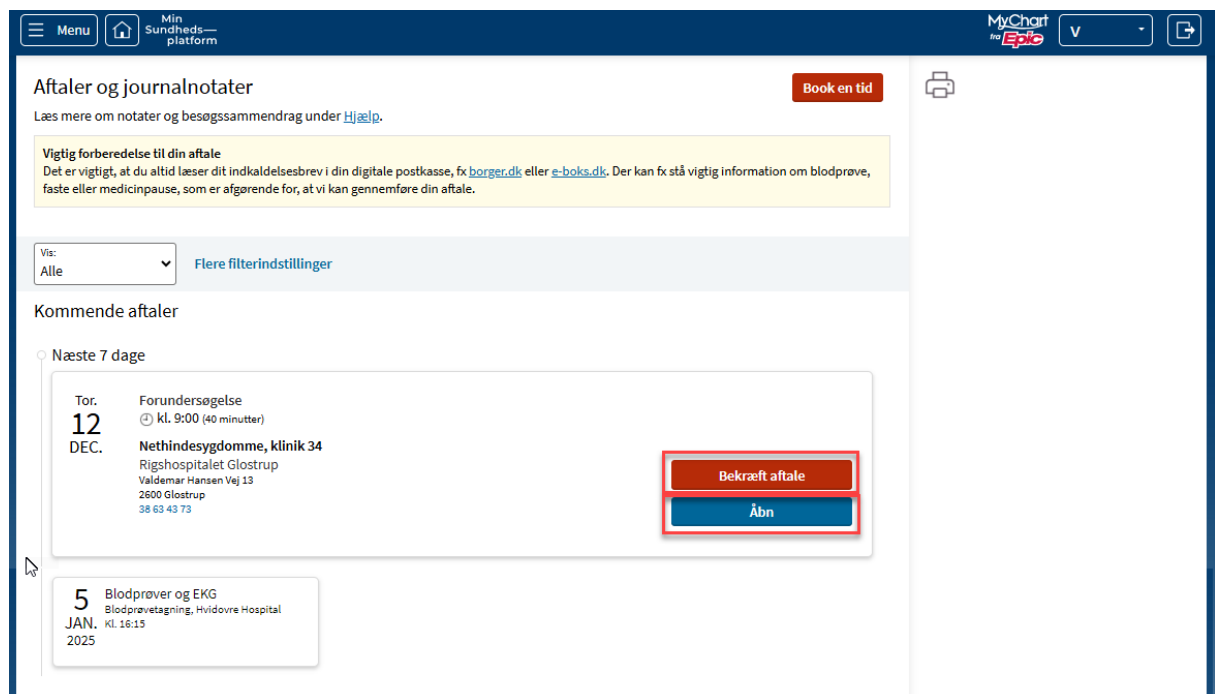 Menu
Min
Sundheds—
platform
MyChart
fra Epic
V
Aftaler og journalnotater
Book en tid
Læs mere om notater og besøgssammendrag under Hjælp.
Vigtig forberedelse til din aftale
Det er vigtigt, at du altid læser dit indkaldelsesbrev i din digitale postkasse, fx borger.dk eller e-boks.dk. Der kan fx stå vigtig information om blodprøve,
faste eller medicinpause, som er afgørende for, at vi kan gennemføre din aftale.
Vis:
Alle
Flere filterindstillinger
Kommende aftaler
Næste 7 dage
Tor.
12
DEC.
Forundersøgelse
kl. 9:00 (40 minutter)
Nethindesygdomme, klinik 34
Rigshospitalet Glostrup
Valdemar Hansen Vej 13
2600 Glostrup
38 63 43 73
Bekræft aftale
Åbn
5
JAN.
2025
Blodprøver og EKG
Blodprøvetagning, Hvidovre Hospital
Kl. 16:15